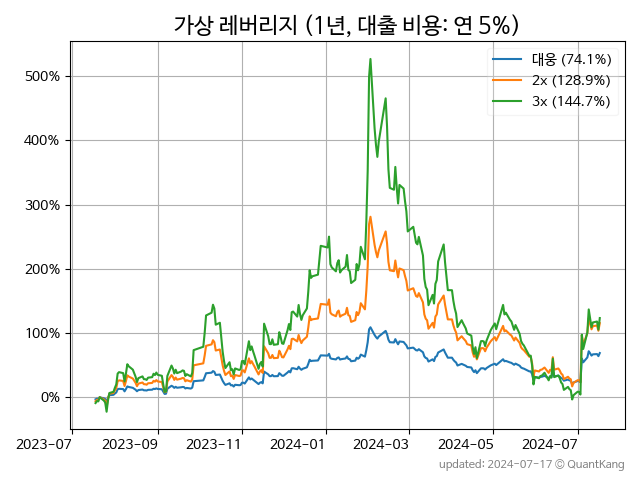 가상 레버리지 (1년, 대출 비용: 연 5%)
대웅 (74.1%)
2x (128.9%)
3x (144.7%)
500%
400%
300%
200%
100%
0%
2023-07 2023-09 2023-11 2024-01 2024-03 2024-05 2024-07
updated: 2024-07-17 © QuantKang